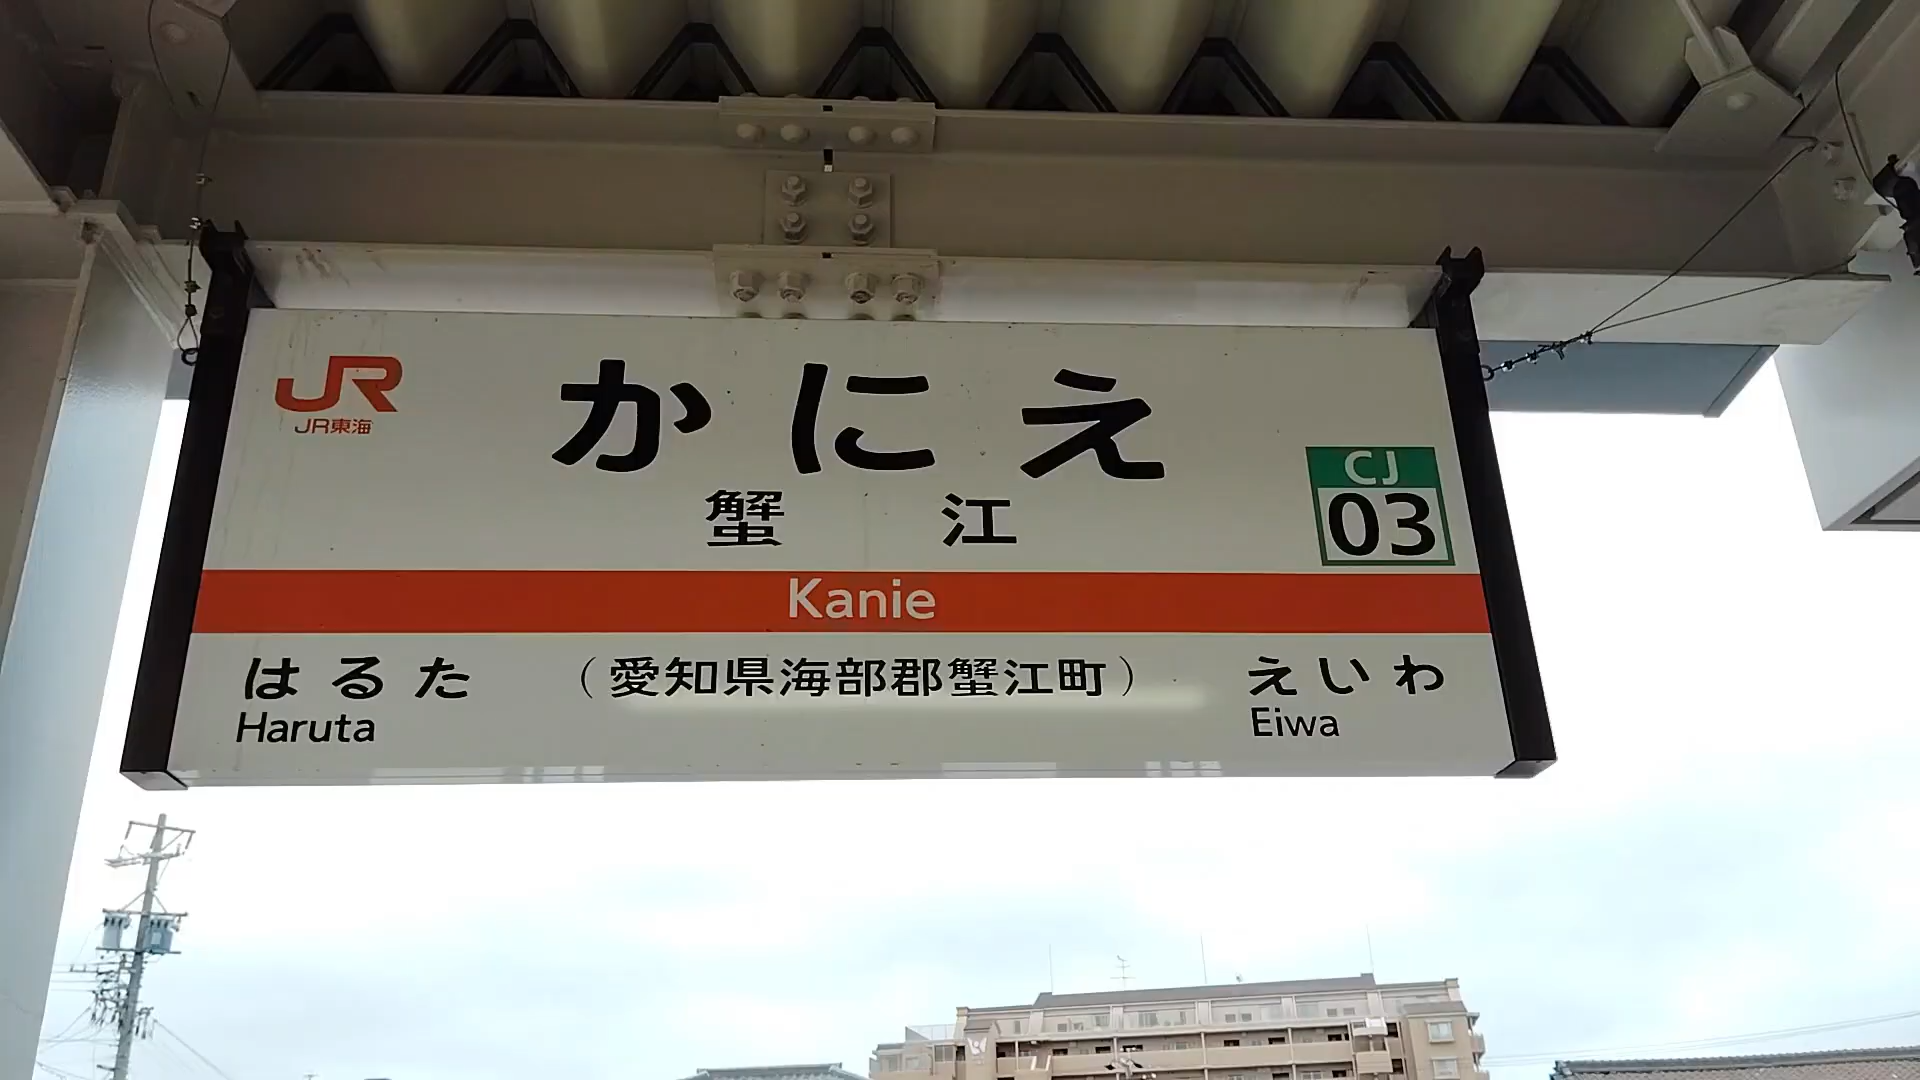 JR
JR東海
かにえ
蟹江
CJ
03
Kanie
はるた
（愛知県海部郡蟹江町）
えいわ
Haruta
Eiwa